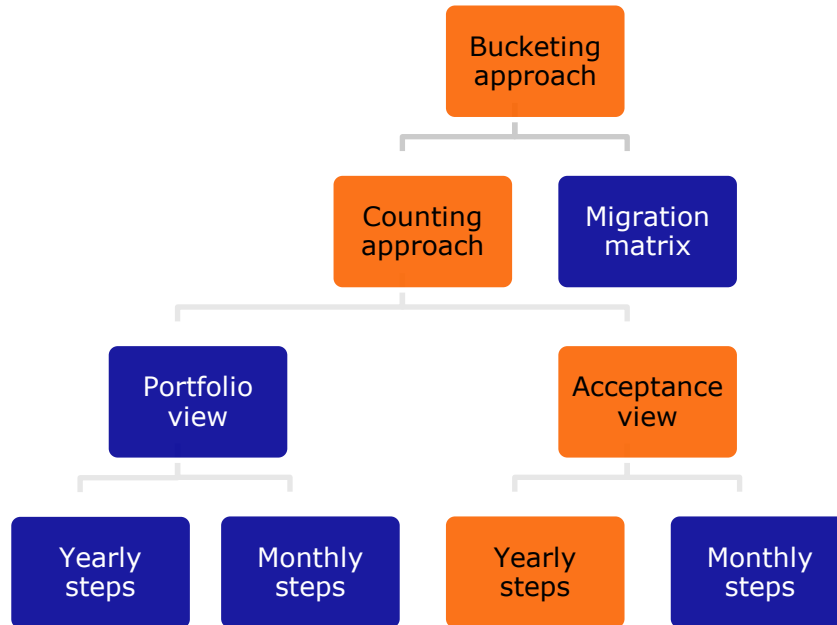 Bucketing
approach
Counting
approach
Migration
matrix
Portfolio
view
Acceptance
view
Yearly
steps
Monthly
steps
Yearly
steps
Monthly
steps